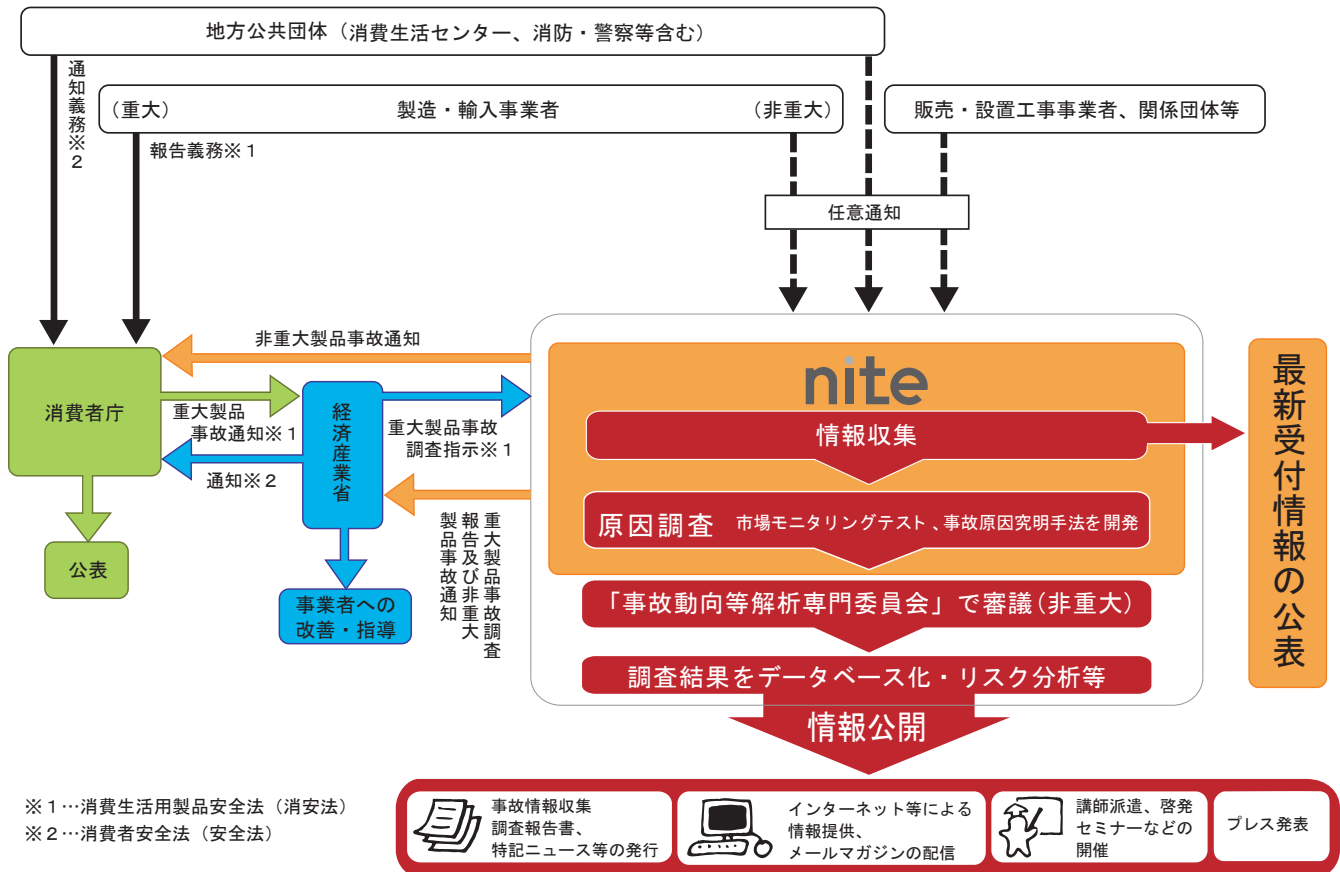 地方公共団体（消費生活センター、消防・警察等含む）
通知義務※2
（重大）
製造・輸入事業者
（非重大）
販売・設置工事事業者、関係団体等
報告義務※1
任意通知
非重大製品事故通知
消費者庁
重大製品
事故通知※1
通知※2
経済産業省
重大製品事故
調査指示※1
重大製品事故調査
報告及び非重大
製品事故通知
公表
事業者への
改善・指導
nite
情報収集
原因調査 市場モニタリングテスト、事故原因究明手法を開発
「事故動向等解析専門委員会」で審議（非重大）
調査結果をデータベース化・リスク分析等
情報公開
最新受付情報の公表
※1…消費生活用製品安全法（消安法）
※2…消費者安全法（安全法）
事故情報収集
調査報告書、
特記ニュース等の発行
インターネット等による
情報提供、
メールマガジンの配信
講師派遣、啓発
セミナーなどの
開催
プレス発表